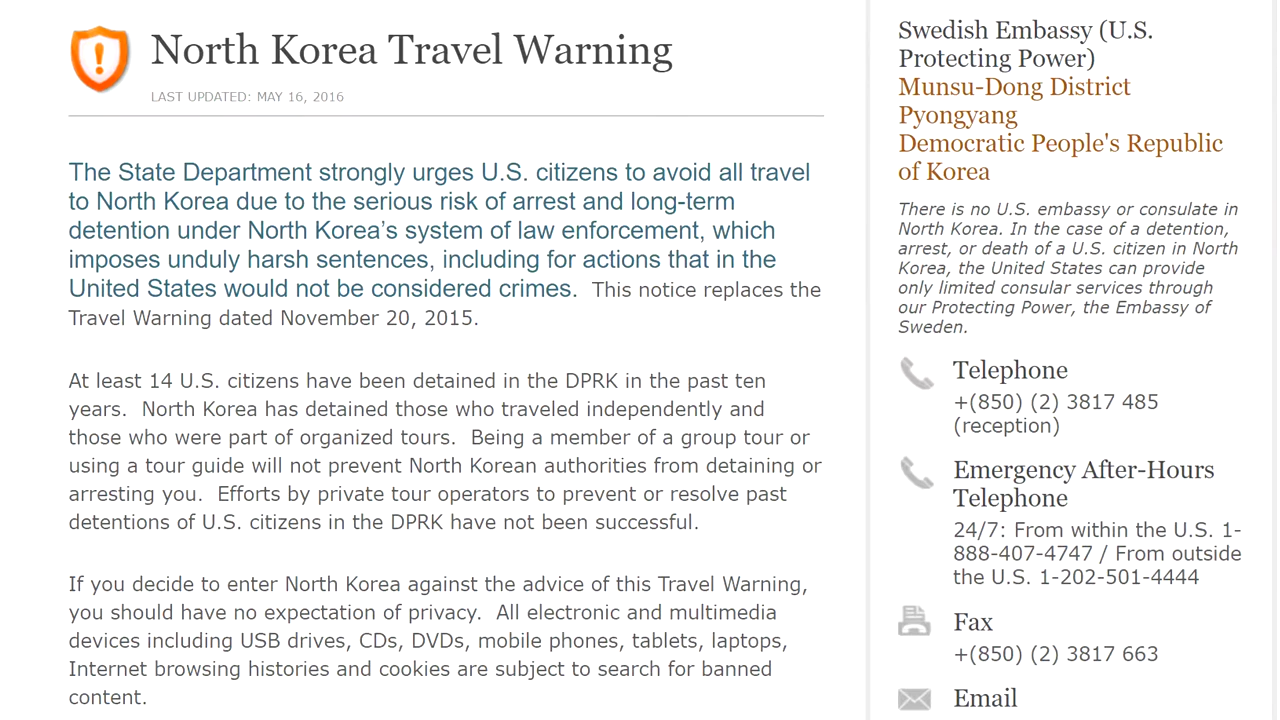 North Korea Travel Warning
LAST UPDATED: MAY 16, 2016
The State Department strongly urges U.S. citizens to avoid all travel
to North Korea due to the serious risk of arrest and long-term
detention under North Korea’s system of law enforcement, which
imposes unduly harsh sentences, including for actions that in the
United States would not be considered crimes.  This notice replaces the
Travel Warning dated November 20, 2015.
At least 14 U.S. citizens have been detained in the DPRK in the past ten
years.  North Korea has detained those who traveled independently and
those who were part of organized tours.  Being a member of a group tour or
using a tour guide will not prevent North Korean authorities from detaining or
arresting you.  Efforts by private tour operators to prevent or resolve past
detentions of U.S. citizens in the DPRK have not been successful.
If you decide to enter North Korea against the advice of this Travel Warning,
you should have no expectation of privacy.  All electronic and multimedia
devices including USB drives, CDs, DVDs, mobile phones, tablets, laptops,
Internet browsing histories and cookies are subject to search for banned
content.
Swedish Embassy (U.S.
Protecting Power)
Munsu-Dong District
Pyongyang
Democratic People's Republic
of Korea
There is no U.S. embassy or consulate in
North Korea. In the case of a detention,
arrest, or death of a U.S. citizen in North
Korea, the United States can provide
only limited consular services through
our Protecting Power, the Embassy of
Sweden.
Telephone
+(850) (2) 3817 485
(reception)
Emergency After-Hours
Telephone
24/7: From within the U.S. 1-
888-407-4747 / From outside
the U.S. 1-202-501-4444
Fax
+(850) (2) 3817 663
Email